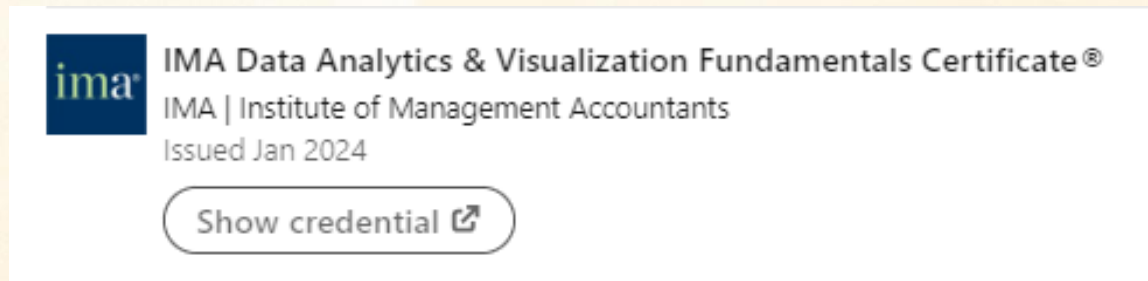 ima
IMA Data Analytics & Visualization Fundamentals Certificate®
IMA | Institute of Management Accountants
Issued Jan 2024
Show credential